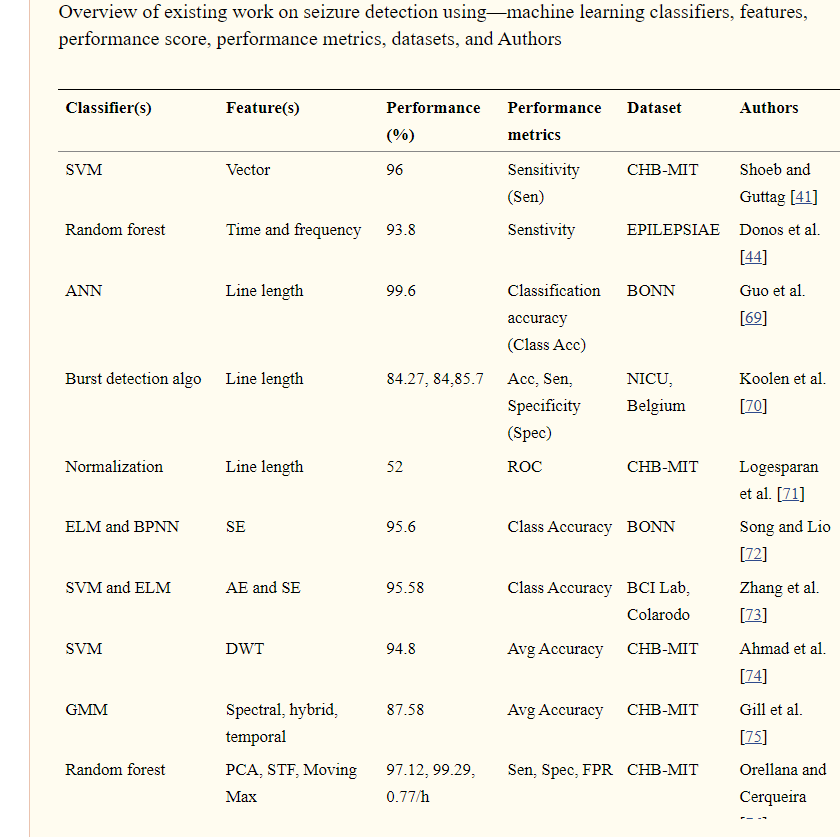 Overview of existing work on seizure detection using—machine learning classifiers, features,
performance score, performance metrics, datasets, and Authors
Classifier(s) Feature(s) Performance (%) Performance metrics Dataset Authors
SVM Vector 96 Sensitivity (Sen) CHB-MIT Shoeb and Guttag [41]
Random forest Time and frequency 93.8 Senstivity EPILEPSIAE Donos et al. [44]
ANN Line length 99.6 Classification accuracy (Class Acc) BONN Guo et al. [69]
Burst detection algo Line length 84.27, 84,85.7 Acc, Sen, Specificity (Spec) NICU, Belgium Koolen et al. [70]
Normalization Line length 52 ROC CHB-MIT Logesparan et al. [71]
ELM and BPNN SE 95.6 Class Accuracy BONN Song and Lio [72]
SVM and ELM AE and SE 95.58 Class Accuracy BCI Lab, Colarodo Zhang et al. [73]
SVM DWT 94.8 Avg Accuracy CHB-MIT Ahmad et al. [74]
GMM Spectral, hybrid, temporal 87.58 Avg Accuracy CHB-MIT Gill et al. [75]
Random forest PCA, STF, Moving Max 97.12, 99.29, 0.77/h Sen, Spec, FPR CHB-MIT Orellana and Cerqueira